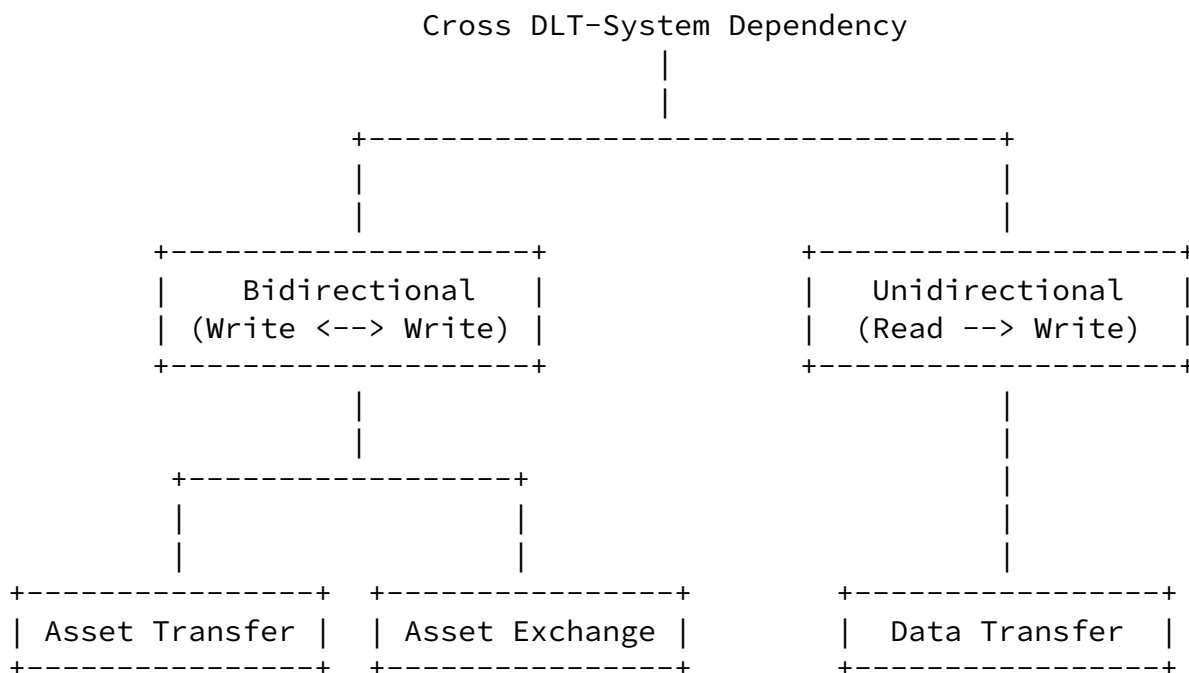 Cross DLT-System Dependency
Bidirectional
(Write <--> Write)
Unidirectional
(Read --> Write)
Asset Transfer
Asset Exchange
Data Transfer